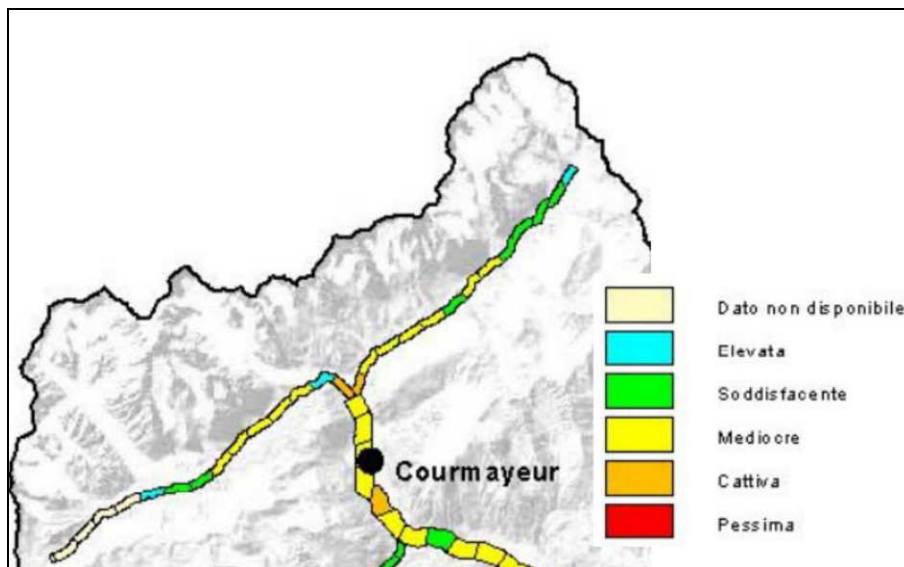 Dato non disponibile
Elevata
Soddisfacente
Mediocre
Courmayeur
Cattiva
Pessima